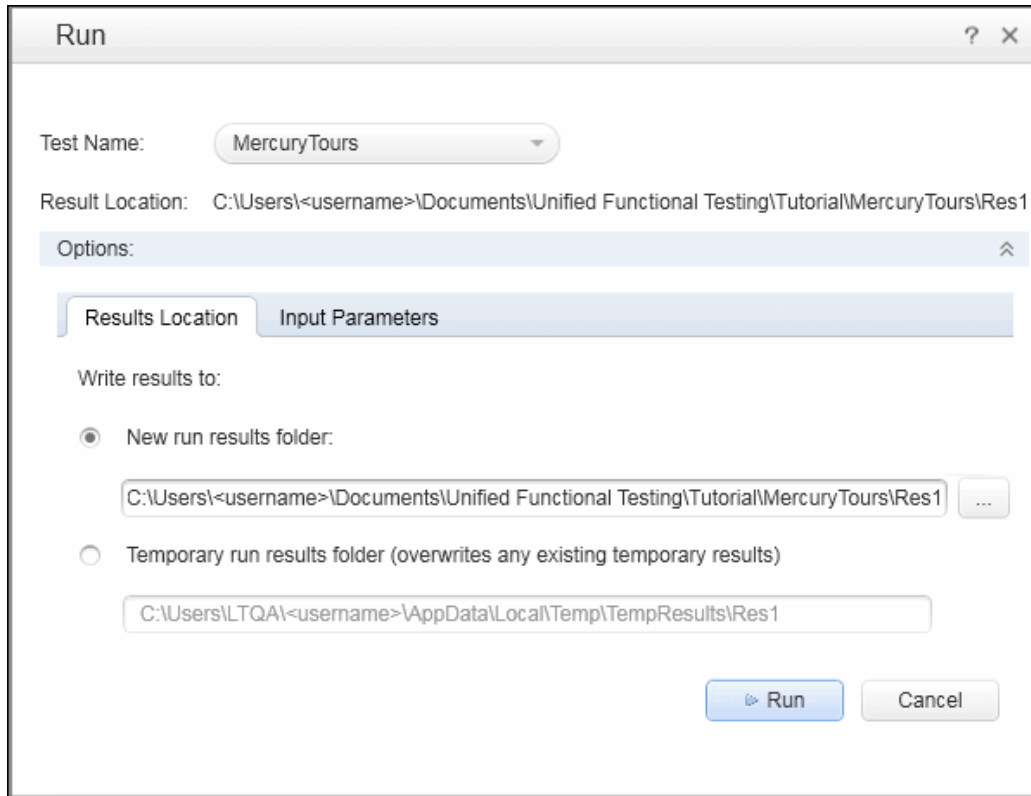 Run ? ×
Test Name: MercuryTours
Result Location: C:\Users\<username>\Documents\Unified Functional Testing\Tutorial\MercuryTours\Res1
Options:
Results Location Input Parameters
Write results to:
New run results folder:
C:\Users\<username>\Documents\Unified Functional Testing\Tutorial\MercuryTours\Res1 ...
Temporary run results folder (overwrites any existing temporary results)
C:\Users\LTQA\<username>\AppData\Local\Temp\TempResults\Res1
Run Cancel